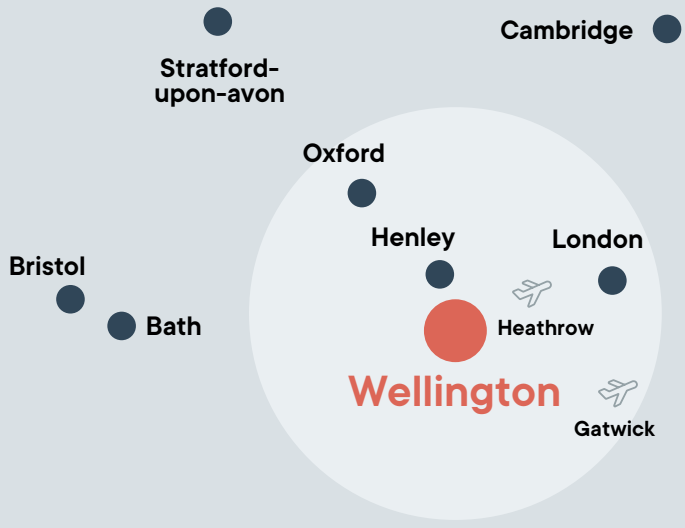 Cambridge
Stratford-
upon-avon
Oxford
Henley
London
Bristol
Bath
Heathrow
Wellington
Gatwick